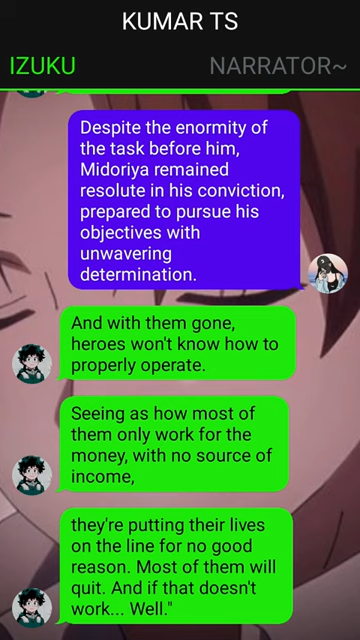 KUMAR TS
IZUKU
NARRATOR~
Despite the enormity of
the task before him,
Midoriya remained
resolute in his conviction,
prepared to pursue his
objectives with
unwavering
determination.
And with them gone,
heroes won't know how to
properly operate.
Seeing as how most of
them only work for the
money, with no source of
income,
they're putting their lives
on the line for no good
reason. Most of them will
quit. And if that doesn't
work... Well."